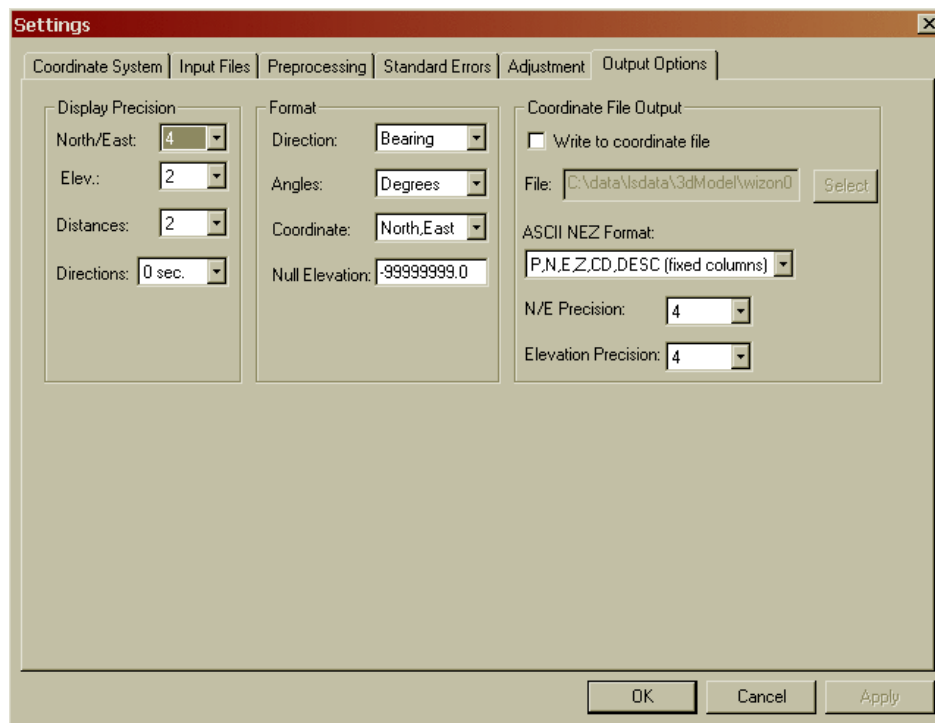 Settings
Coordinate System Input Files Preprocessing Standard Errors Adjustment Output Options
Display Precision
North/East: 4
Elev.: 2
Distances: 2
Directions: 0 sec.
Format
Direction: Bearing
Angles: Degrees
Coordinate: North,East
Null Elevation: -99999999.0
Coordinate File Output
Write to coordinate file
File: C:\data\lsdata\3dModel\wizon0 Select
ASCII NEZ Format:
P,N,E,Z,CD,DESC (fixed columns)
N/E Precision: 4
Elevation Precision: 4
OK Cancel Apply